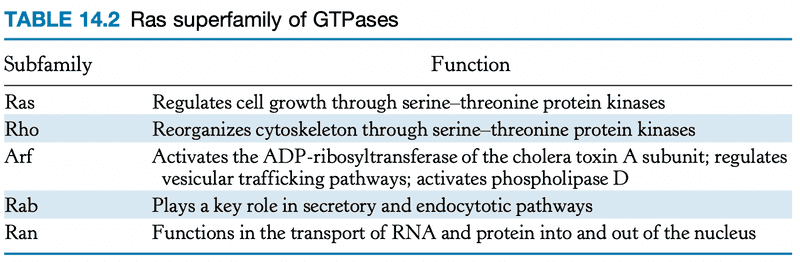 TABLE 14.2 Ras superfamily of GTPases
Subfamily Function
Ras Regulates cell growth through serine–threonine protein kinases
Rho Reorganizes cytoskeleton through serine–threonine protein kinases
Arf Activates the ADP-ribosyltransferase of the cholera toxin A subunit; regulates
vesicular trafficking pathways; activates phospholipase D
Rab Plays a key role in secretory and endocytotic pathways
Ran Functions in the transport of RNA and protein into and out of the nucleus